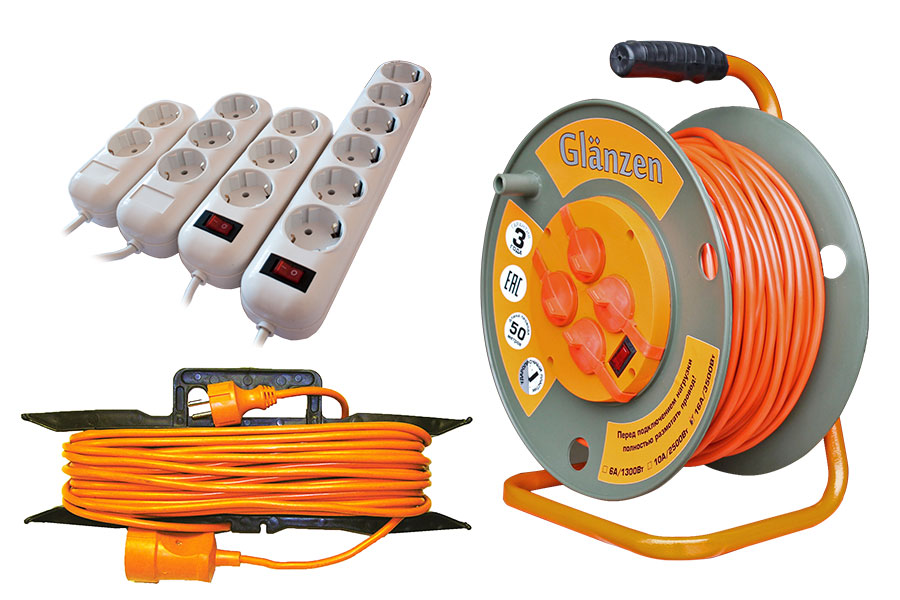 Glänzen
3
ГОДА
ЕАС
50
МЕТРОВ
Перед подключением нагрузки
полностью размотать провод!
6А/1300Вт 10А/2500Вт 16А/3500Вт